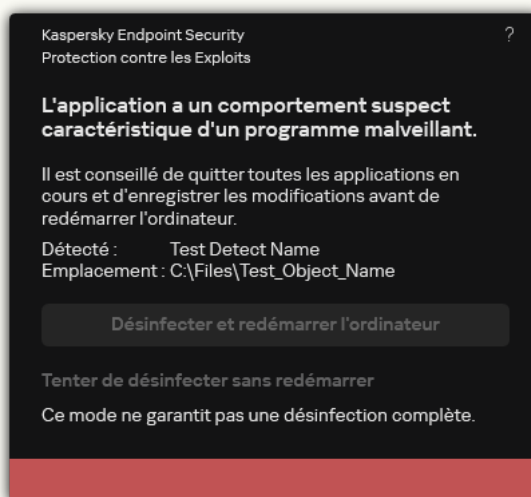 Kaspersky Endpoint Security
?
Protection contre les Exploits
L'application a un comportement suspect
caractéristique d'un programme malveillant.
Il est conseillé de quitter toutes les applications en
cours et d'enregistrer les modifications avant de
redémarrer l'ordinateur.
Détecté : Test Detect Name
Emplacement : C:\Files\Test_Object_Name
Désinfecter et redémarrer l'ordinateur
Tenter de désinfecter sans redémarrer
Ce mode ne garantit pas une désinfection complète.